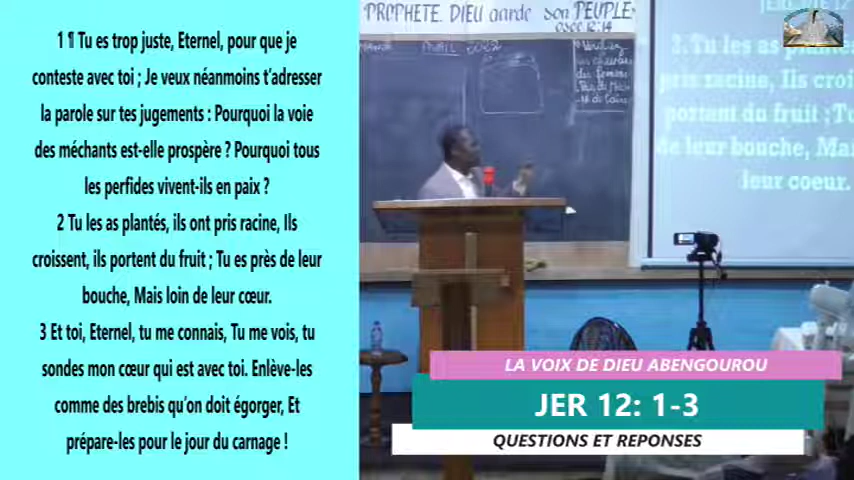 1 ¶ Tu es trop juste, Eternel, pour que je
conteste avec toi ; Je veux néanmoins t'adresser
la parole sur tes jugements : Pourquoi la voie
des méchants est-elle prospère ? Pourquoi tous
les perfides vivent-ils en paix ?
2 Tu les as plantés, ils ont pris racine, Ils
croissent, ils portent du fruit ; Tu es près de leur
bouche, Mais loin de leur cœur.
3 Et toi, Eternel, tu me connais, Tu me vois, tu
sondes mon cœur qui est avec toi. Enlève-les
comme des brebis qu'on doit égorger, Et
prépare-les pour le jour du carnage !
PROPHETE. DIEU garde son PEUPLE
OSEE 12:14
AVRIL 2022
des femmes
2. Tu les as plantés
pris racine, Ils croi
portent du fruit ; Tu
de leur bouche, Mai
leur coeur.
LA VOIX DE DIEU ABENGOUROU
JER 12: 1-3
QUESTIONS ET REPONSES